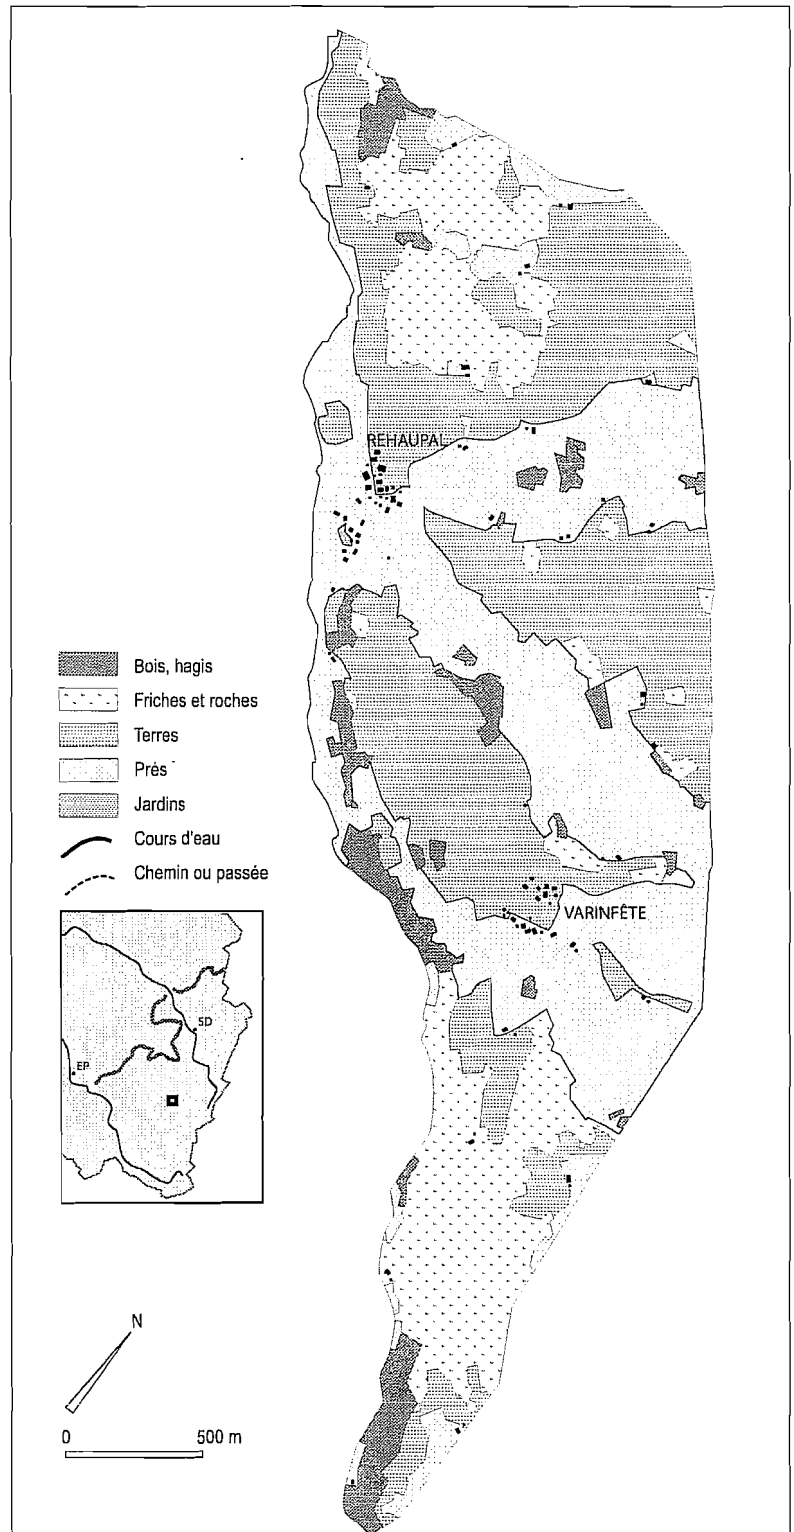 REHAUPAL
Bois, hagis
Friches et roches
Terres
Prés
Jardins
Cours d'eau
Chemin ou passée
VARINFÊTE
SD
EP
N
0 500 m